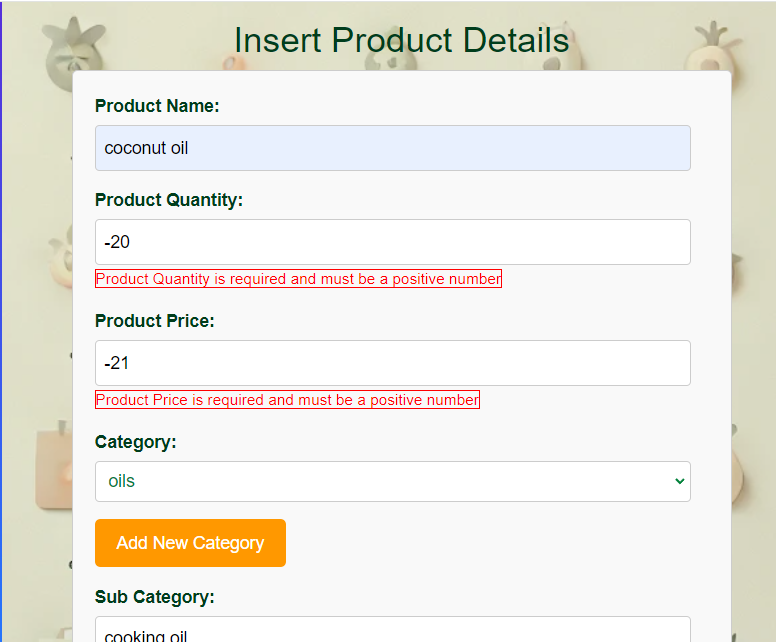 Insert Product Details
Product Name:
coconut oil
Product Quantity:
-20
Product Quantity is required and must be a positive number
Product Price:
-21
Product Price is required and must be a positive number
Category:
oils
Add New Category
Sub Category:
cooking oil